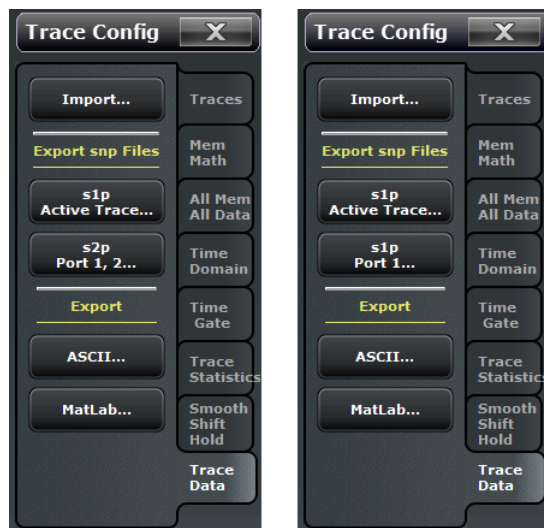 Trace Config X
Import...
Export snp Files
s1p
Active Trace...
s2p
Port 1, 2...
Export
ASCII...
MatLab...
Traces
Mem
Math
All Mem
All Data
Time
Domain
Time
Gate
Trace
Statistics
Smooth
Shift
Hold
Trace
Data
Trace Config X
Import...
Export snp Files
s1p
Active Trace...
s1p
Port 1...
Export
ASCII...
MatLab...
Traces
Mem
Math
All Mem
All Data
Time
Domain
Time
Gate
Trace
Statistics
Smooth
Shift
Hold
Trace
Data